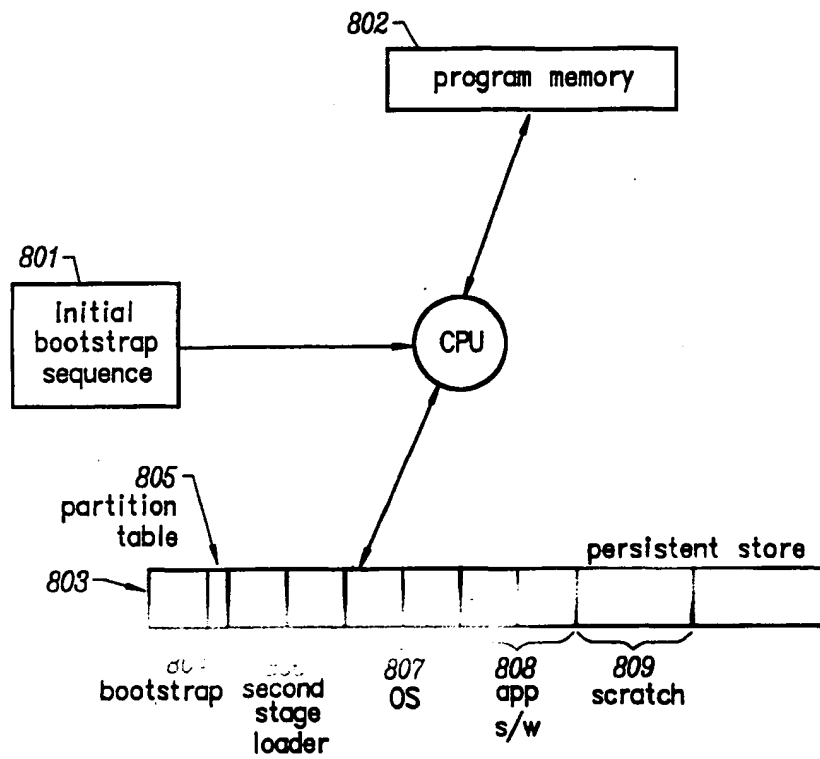 802
program memory
801
Initial
bootstrap
sequence
CPU
805
partition
table
persistent store
803
807
808
809
bootstrap
second
stage
loader
OS
app
s/w
scratch